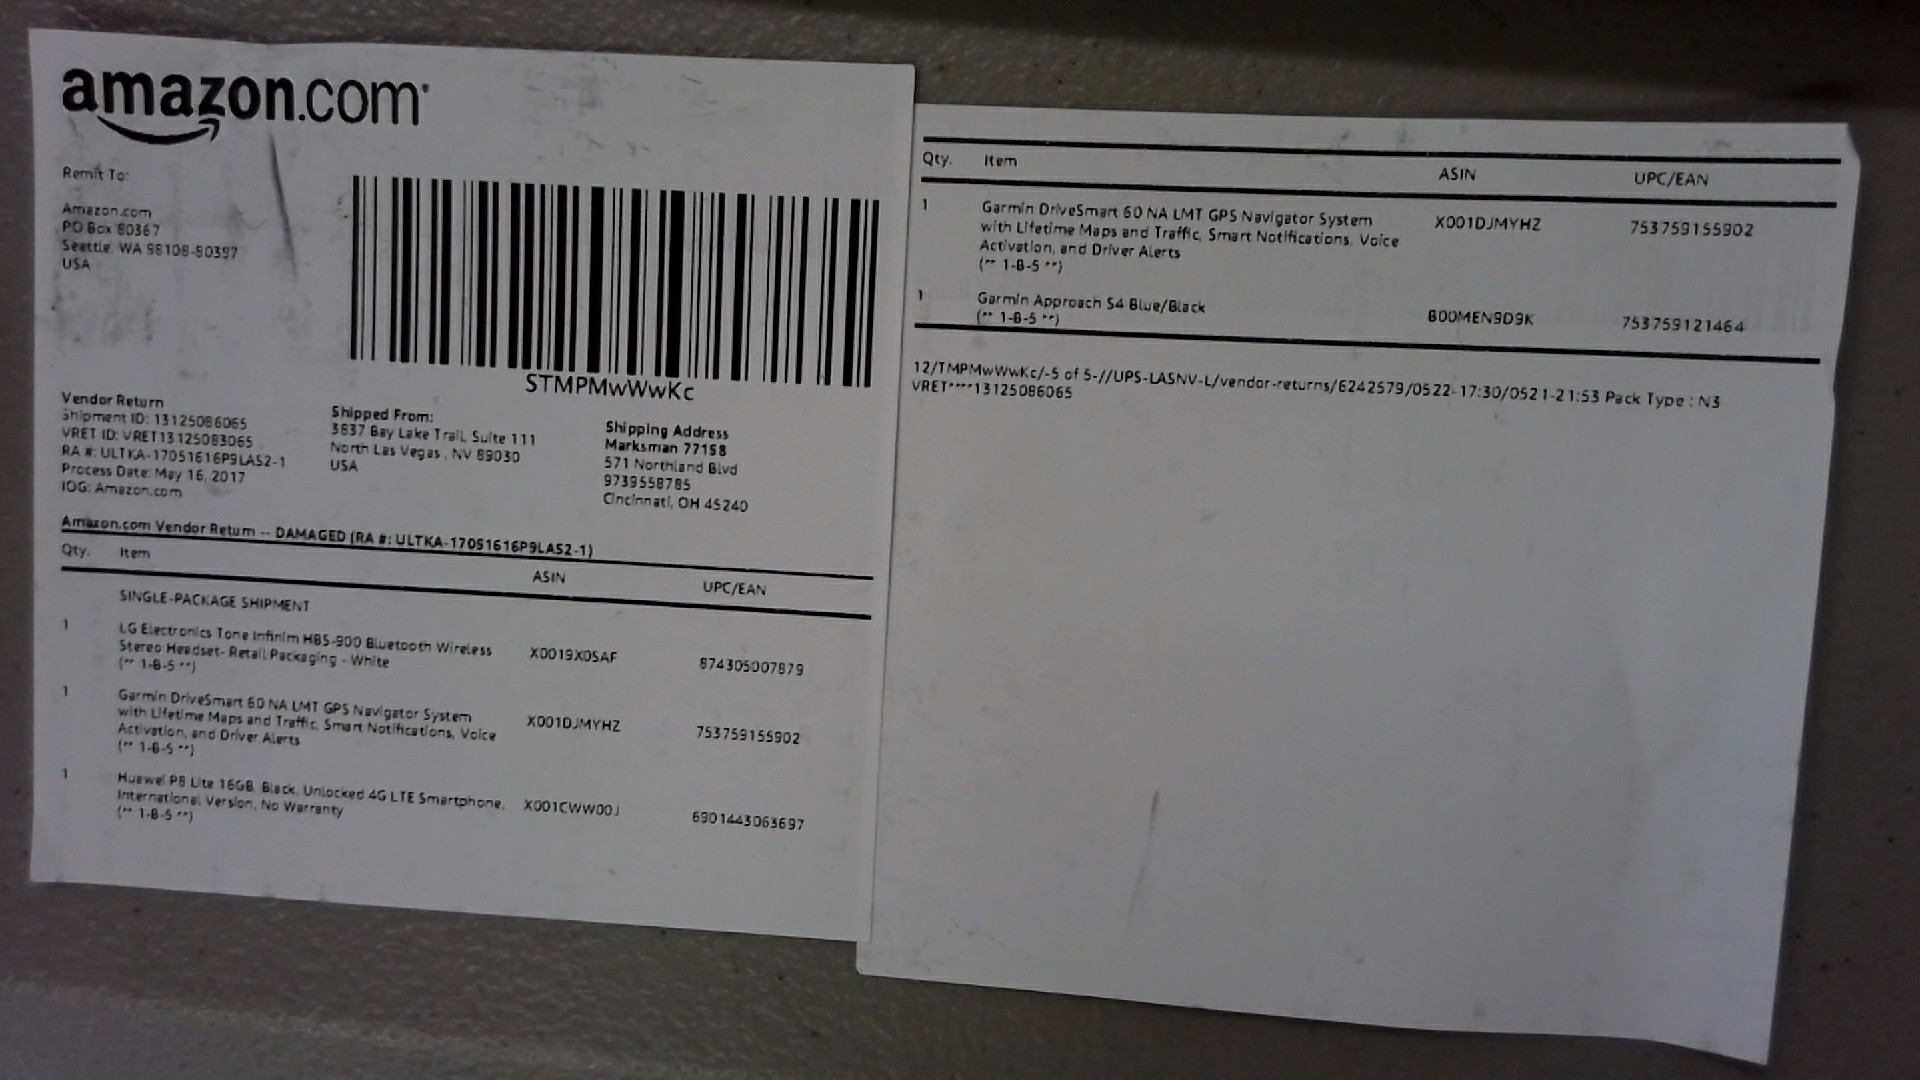 amazon.com
Remit To:
Amazon.com
PO Box 80367
Seattle, WA 98108-80397
USA
STMPMwWwKc
Vendor Return
Shipment ID: 13125086065
VRET ID: VRET13125083065
RA #: ULTKA-17051616P9LAS2-1
Process Date: May 16, 2017
IOG: Amazon.com
Shipped From:
3837 Bay Lake Trail, Suite 111
North Las Vegas , NV 89030
USA
Shipping Address
Marksman 77158
571 Northland Blvd
9739558785
Cincinnati, OH 45240
Amazon.com Vendor Return -- DAMAGED (RA #: ULTKA-17051616P9LAS2-1)
Qty. Item ASIN UPC/EAN
SINGLE-PACKAGE SHIPMENT
1 LG Electronics Tone Infinim HBS-900 Bluetooth Wireless
Stereo Headset- Retail Packaging - White X0019X0SAF 874305007879
(** 1-B-5 **)
1 Garmin DriveSmart 60 NA LMT GPS Navigator System
with Lifetime Maps and Traffic, Smart Notifications, Voice X001DJMYHZ 753759155902
Activation, and Driver Alerts
(** 1-B-5 **)
1 Huawei P8 Lite 16GB, Black, Unlocked 4G LTE Smartphone,
International Version, No Warranty X001CWW00J 6901443063697
(** 1-B-5 **)
Qty. Item ASIN UPC/EAN
1 Garmin DriveSmart 60 NA LMT GPS Navigator System
with Lifetime Maps and Traffic, Smart Notifications, Voice X001DJMYHZ 753759155902
Activation, and Driver Alerts
(** 1-B-5 **)
1 Garmin Approach S4 Blue/Black B00MEN9D9K 753759121464
(** 1-B-5 **)
12/TMPMwWwKc/-5 of 5-//UPS-LASNV-L/vendor-returns/6242579/0522-17:30/0521-21:53 Pack Type : N3
VRET****13125086065